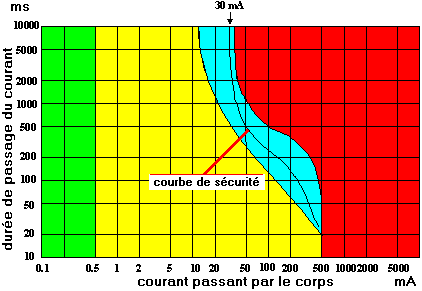 ms
30 mA
10000
5000
2000
1000
500
200
100
50
20
10
durée de passage du courant
courbe de sécurité
0.1 0.5 1 2 5 10 20 50 100 200 500 1000 2000 5000
courant passant par le corps mA